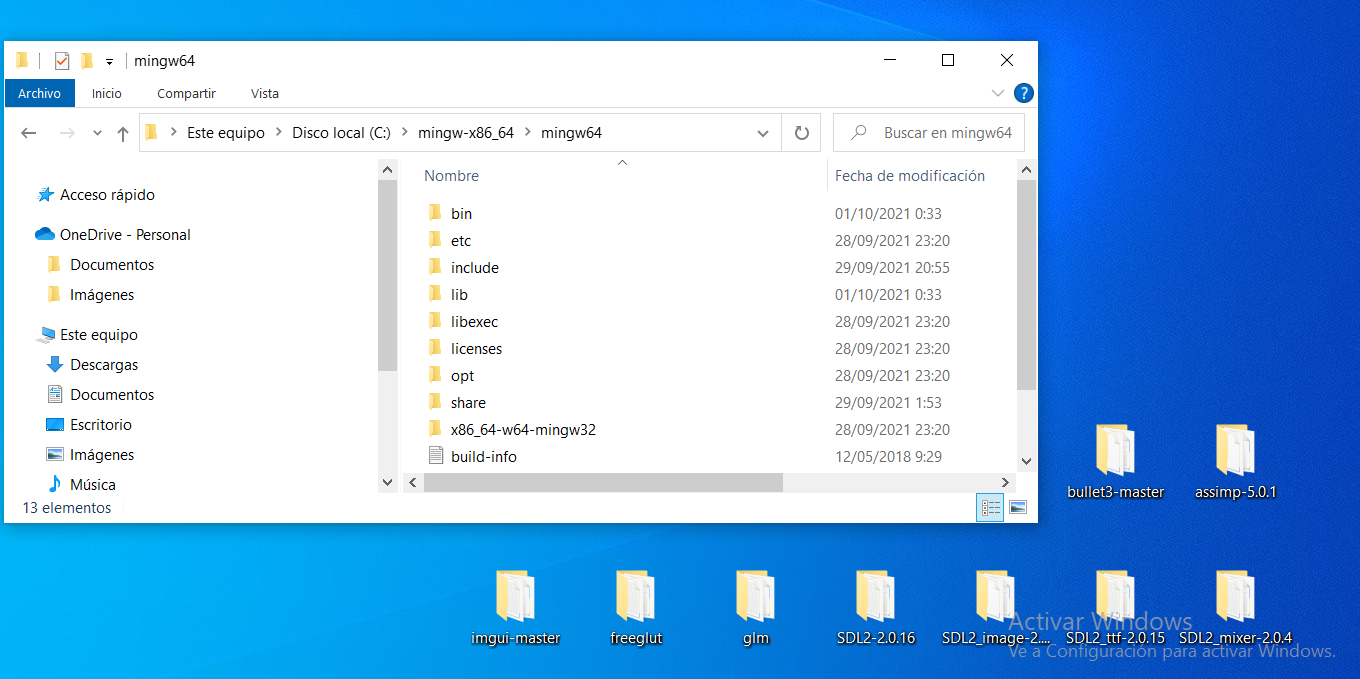 mingw64
Archivo Inicio Compartir Vista
Este equipo Disco local (C:) mingw-x86_64 mingw64
Buscar en mingw64
Acceso rápido
OneDrive - Personal
Documentos
Imágenes
Este equipo
Descargas
Documentos
Escritorio
Imágenes
Música
Nombre Fecha de modificación
bin 01/10/2021 0:33
etc 28/09/2021 23:20
include 29/09/2021 20:55
lib 01/10/2021 0:33
libexec 28/09/2021 23:20
licenses 28/09/2021 23:20
opt 28/09/2021 23:20
share 29/09/2021 1:53
x86_64-w64-mingw32 28/09/2021 23:20
build-info 12/05/2018 9:29
13 elementos
bullet3-master
assimp-5.0.1
imgui-master
freeglut
glm
SDL2-2.0.16
SDL2_image-2....
SDL2_ttf-2.0.15
SDL2_mixer-2.0.4
Activar Windows
Ve a Configuración para activar Windows.